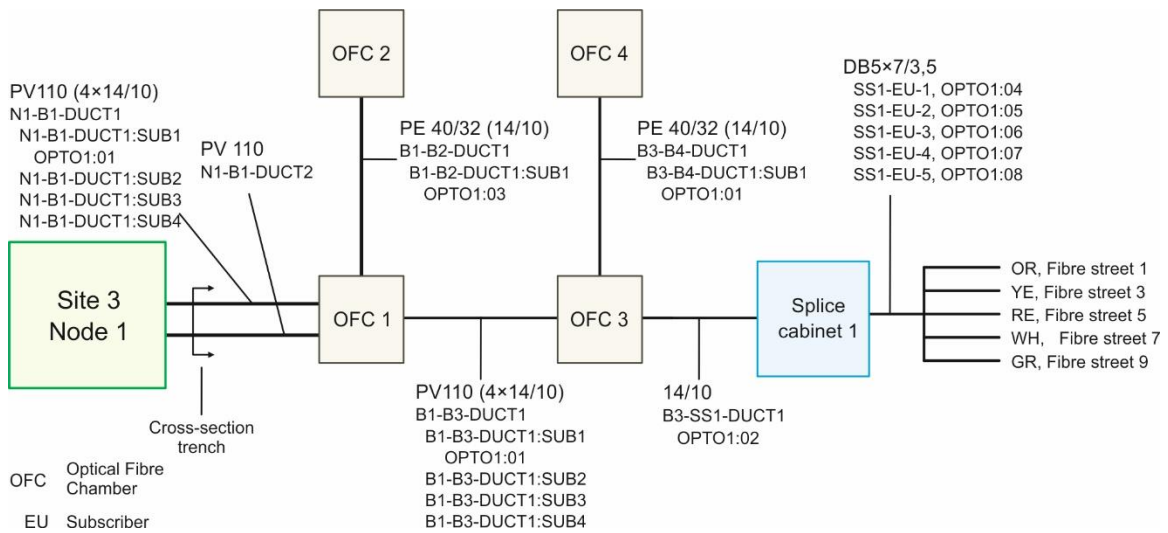 OFC 2
OFC 4
PV110 (4×14/10)
N1-B1-DUCT1
N1-B1-DUCT1:SUB1
OPTO1:01
N1-B1-DUCT1:SUB2
N1-B1-DUCT1:SUB3
N1-B1-DUCT1:SUB4
PV 110
N1-B1-DUCT2
PE 40/32 (14/10)
B1-B2-DUCT1
B1-B2-DUCT1:SUB1
OPTO1:03
PE 40/32 (14/10)
B3-B4-DUCT1
B3-B4-DUCT1:SUB1
OPTO1:01
DB5×7/3,5
SS1-EU-1, OPTO1:04
SS1-EU-2, OPTO1:05
SS1-EU-3, OPTO1:06
SS1-EU-4, OPTO1:07
SS1-EU-5, OPTO1:08
Site 3
Node 1
OFC 1
OFC 3
Splice
cabinet 1
OR, Fibre street 1
YE, Fibre street 3
RE, Fibre street 5
WH, Fibre street 7
GR, Fibre street 9
Cross-section
trench
PV110 (4×14/10)
B1-B3-DUCT1
B1-B3-DUCT1:SUB1
OPTO1:01
B1-B3-DUCT1:SUB2
B1-B3-DUCT1:SUB3
B1-B3-DUCT1:SUB4
14/10
B3-SS1-DUCT1
OPTO1:02
OFC Optical Fibre
Chamber
EU Subscriber